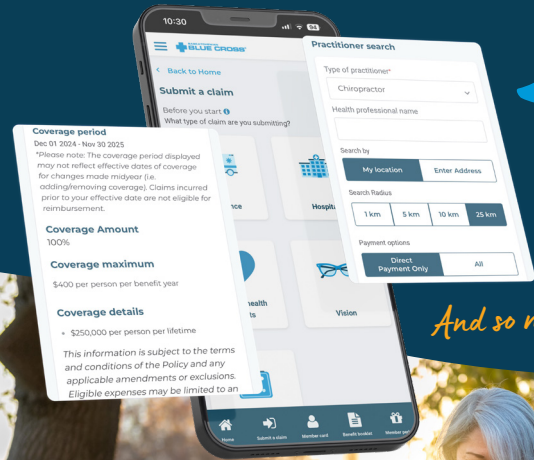 10:30
94
BLUE CROSS
Back to Home
Submit a claim
Before you start
What type of claim are you submitting?
Vision
Home
Submit a claim
Member card
Benefit booklet
Practitioner search
Type of practitioner*
Chiropractor
Health professional name
Search by
My location
Enter Address
Search Radius
1 km
5 km
10 km
25 km
Payment options
Direct
Payment Only
All
Coverage period
Dec 01 2024 - Nov 30 2025
*Please note: The coverage period displayed
may not reflect effective dates of coverage
for changes made midyear (i.e.
adding/removing coverage). Claims incurred
prior to your effective date are not eligible for
reimbursement.
Coverage Amount
100%
Coverage maximum
$400 per person per benefit year
Coverage details
• $250,000 per person per lifetime
This information is subject to the terms
and conditions of the Policy and any
applicable amendments or exclusions.
Eligible expenses may be limited to an
And so